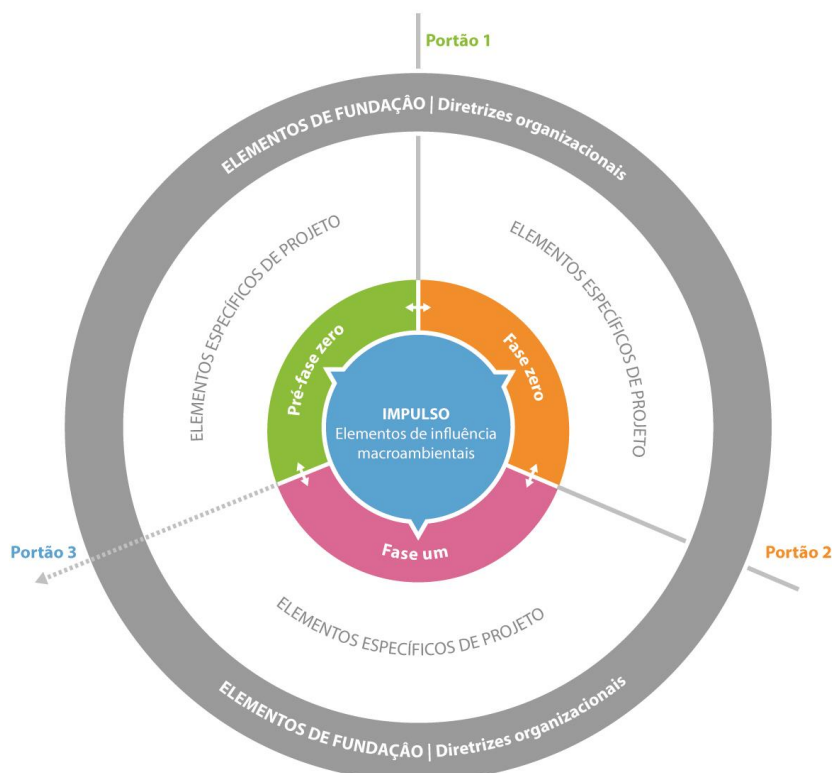 Portão 1
ELEMENTOS DE FUNDAÇÂO | Diretrizes organizacionais
ELEMENTOS ESPECÍFICOS DE PROJETO
ELEMENTOS ESPECÍFICOS DE PROJETO
Pré-fase zero
Fase zero
IMPULSO
Elementos de influência
macroambientais
Portão 3
Fase um
Portão 2
ELEMENTOS ESPECÍFICOS DE PROJETO
ELEMENTOS DE FUNDAÇÂO | Diretrizes organizacionais